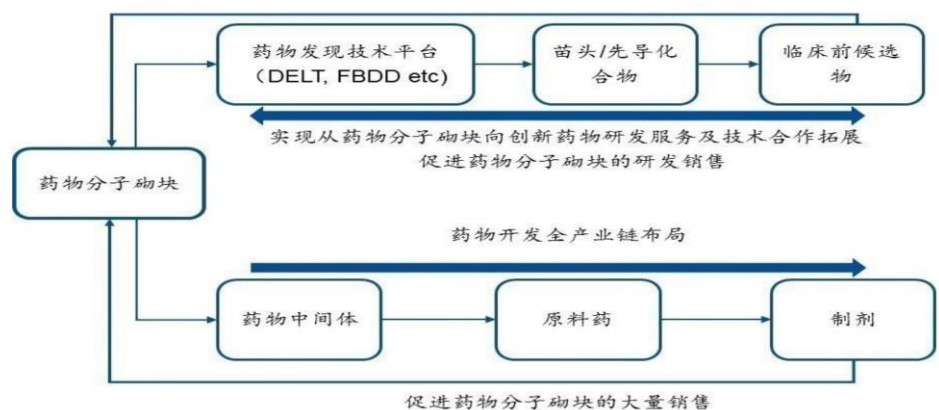 药物发现技术平台
（DELT, FBDD etc)
苗头/先导化
合物
临床前候选
物
实现从药物分子砌块向创新药物研发服务及技术合作拓展
促进药物分子砌块的研发销售
药物分子砌块
药物开发全产业链布局
药物中间体
原料药
制剂
促进药物分子砌块的大量销售